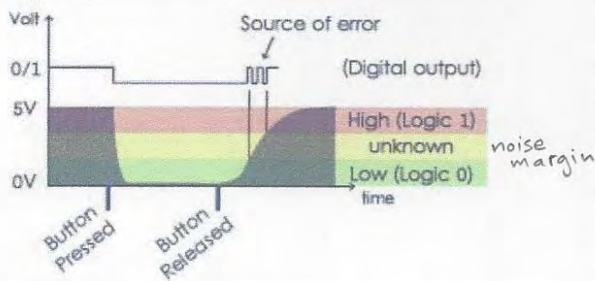 Volt
Source of error
0/1
(Digital output)
5V
High (Logic 1)
unknown
noise
margin
0V
Low (Logic 0)
time
Button
Pressed
Button
Released